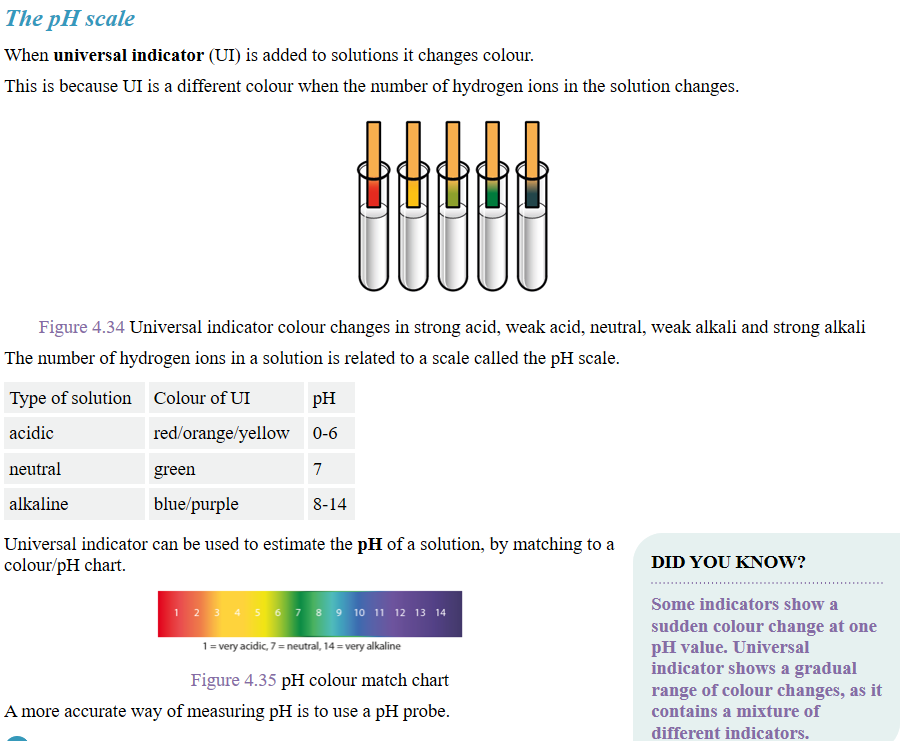 The pH scale
When universal indicator (UI) is added to solutions it changes colour.
This is because UI is a different colour when the number of hydrogen ions in the solution changes.
Figure 4.34 Universal indicator colour changes in strong acid, weak acid, neutral, weak alkali and strong alkali
The number of hydrogen ions in a solution is related to a scale called the pH scale.
Type of solution Colour of UI pH
acidic red/orange/yellow 0-6
neutral green 7
alkaline blue/purple 8-14
Universal indicator can be used to estimate the pH of a solution, by matching to a
colour/pH chart.
1 2 3 4 5 6 7 8 9 10 11 12 13 14
1 = very acidic, 7 = neutral, 14 = very alkaline
Figure 4.35 pH colour match chart
A more accurate way of measuring pH is to use a pH probe.
DID YOU KNOW?
Some indicators show a
sudden colour change at one
pH value. Universal
indicator shows a gradual
range of colour changes, as it
contains a mixture of
different indicators.